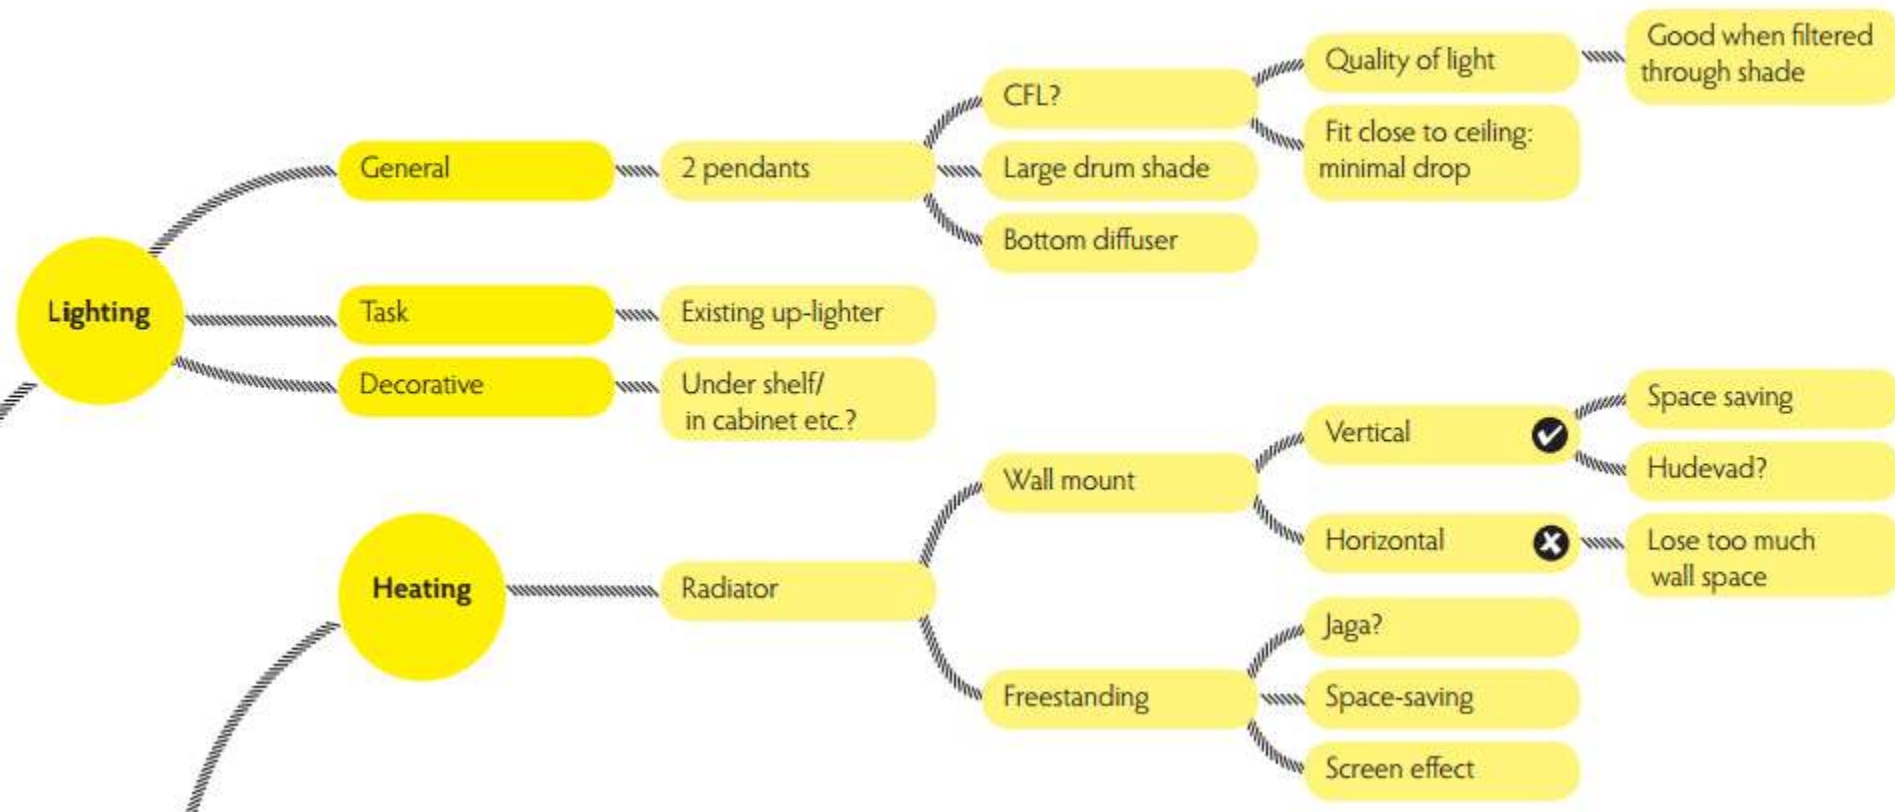 Lighting
General
2 pendants
CFL?
Quality of light
Good when filtered
through shade
Fit close to ceiling:
minimal drop
Large drum shade
Bottom diffuser
Task
Existing up-lighter
Decorative
Under shelf/
in cabinet etc.?
Heating
Radiator
Wall mount
Vertical
Space saving
Hudevad?
Horizontal
Lose too much
wall space
Freestanding
Jaga?
Space-saving
Screen effect